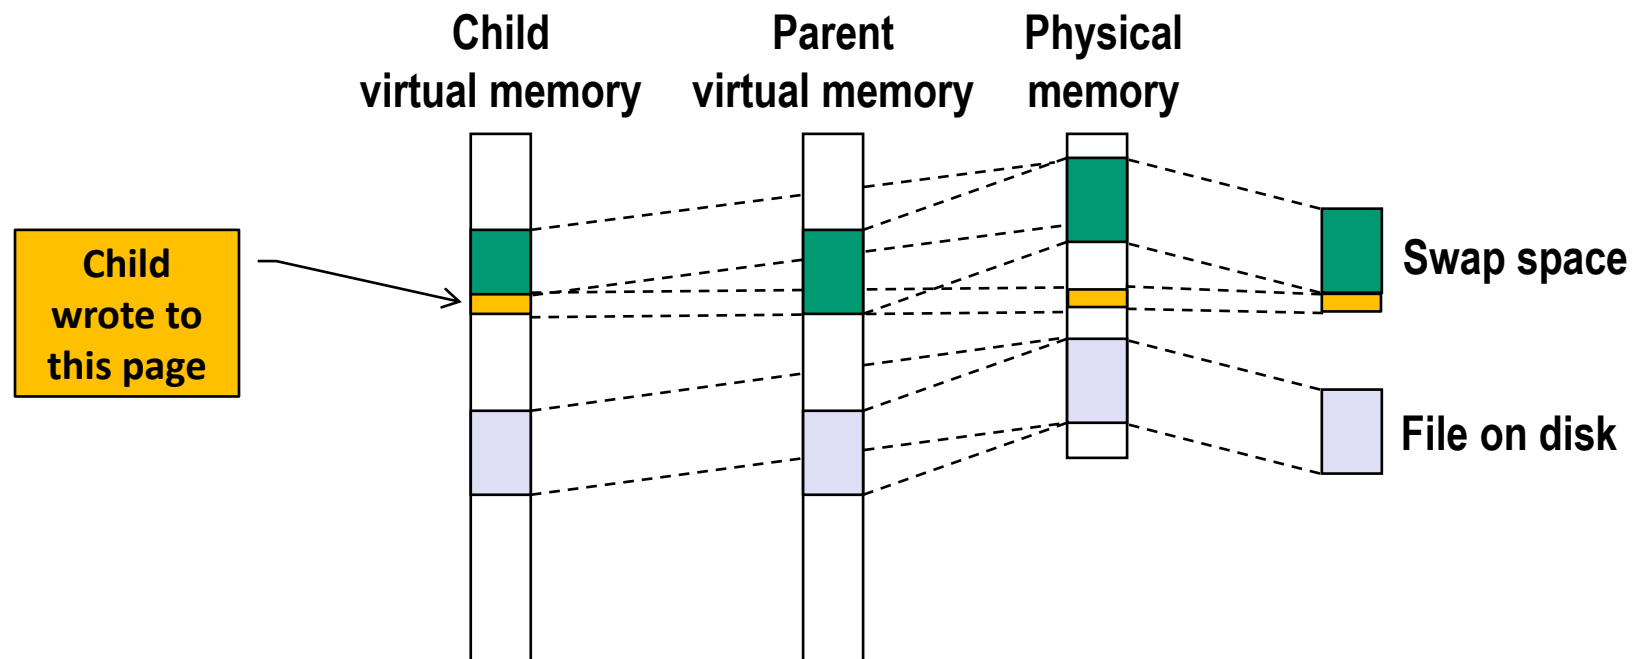 Child
virtual memory
Parent
virtual memory
Physical
memory
Child
wrote to
this page
Swap space
File on disk